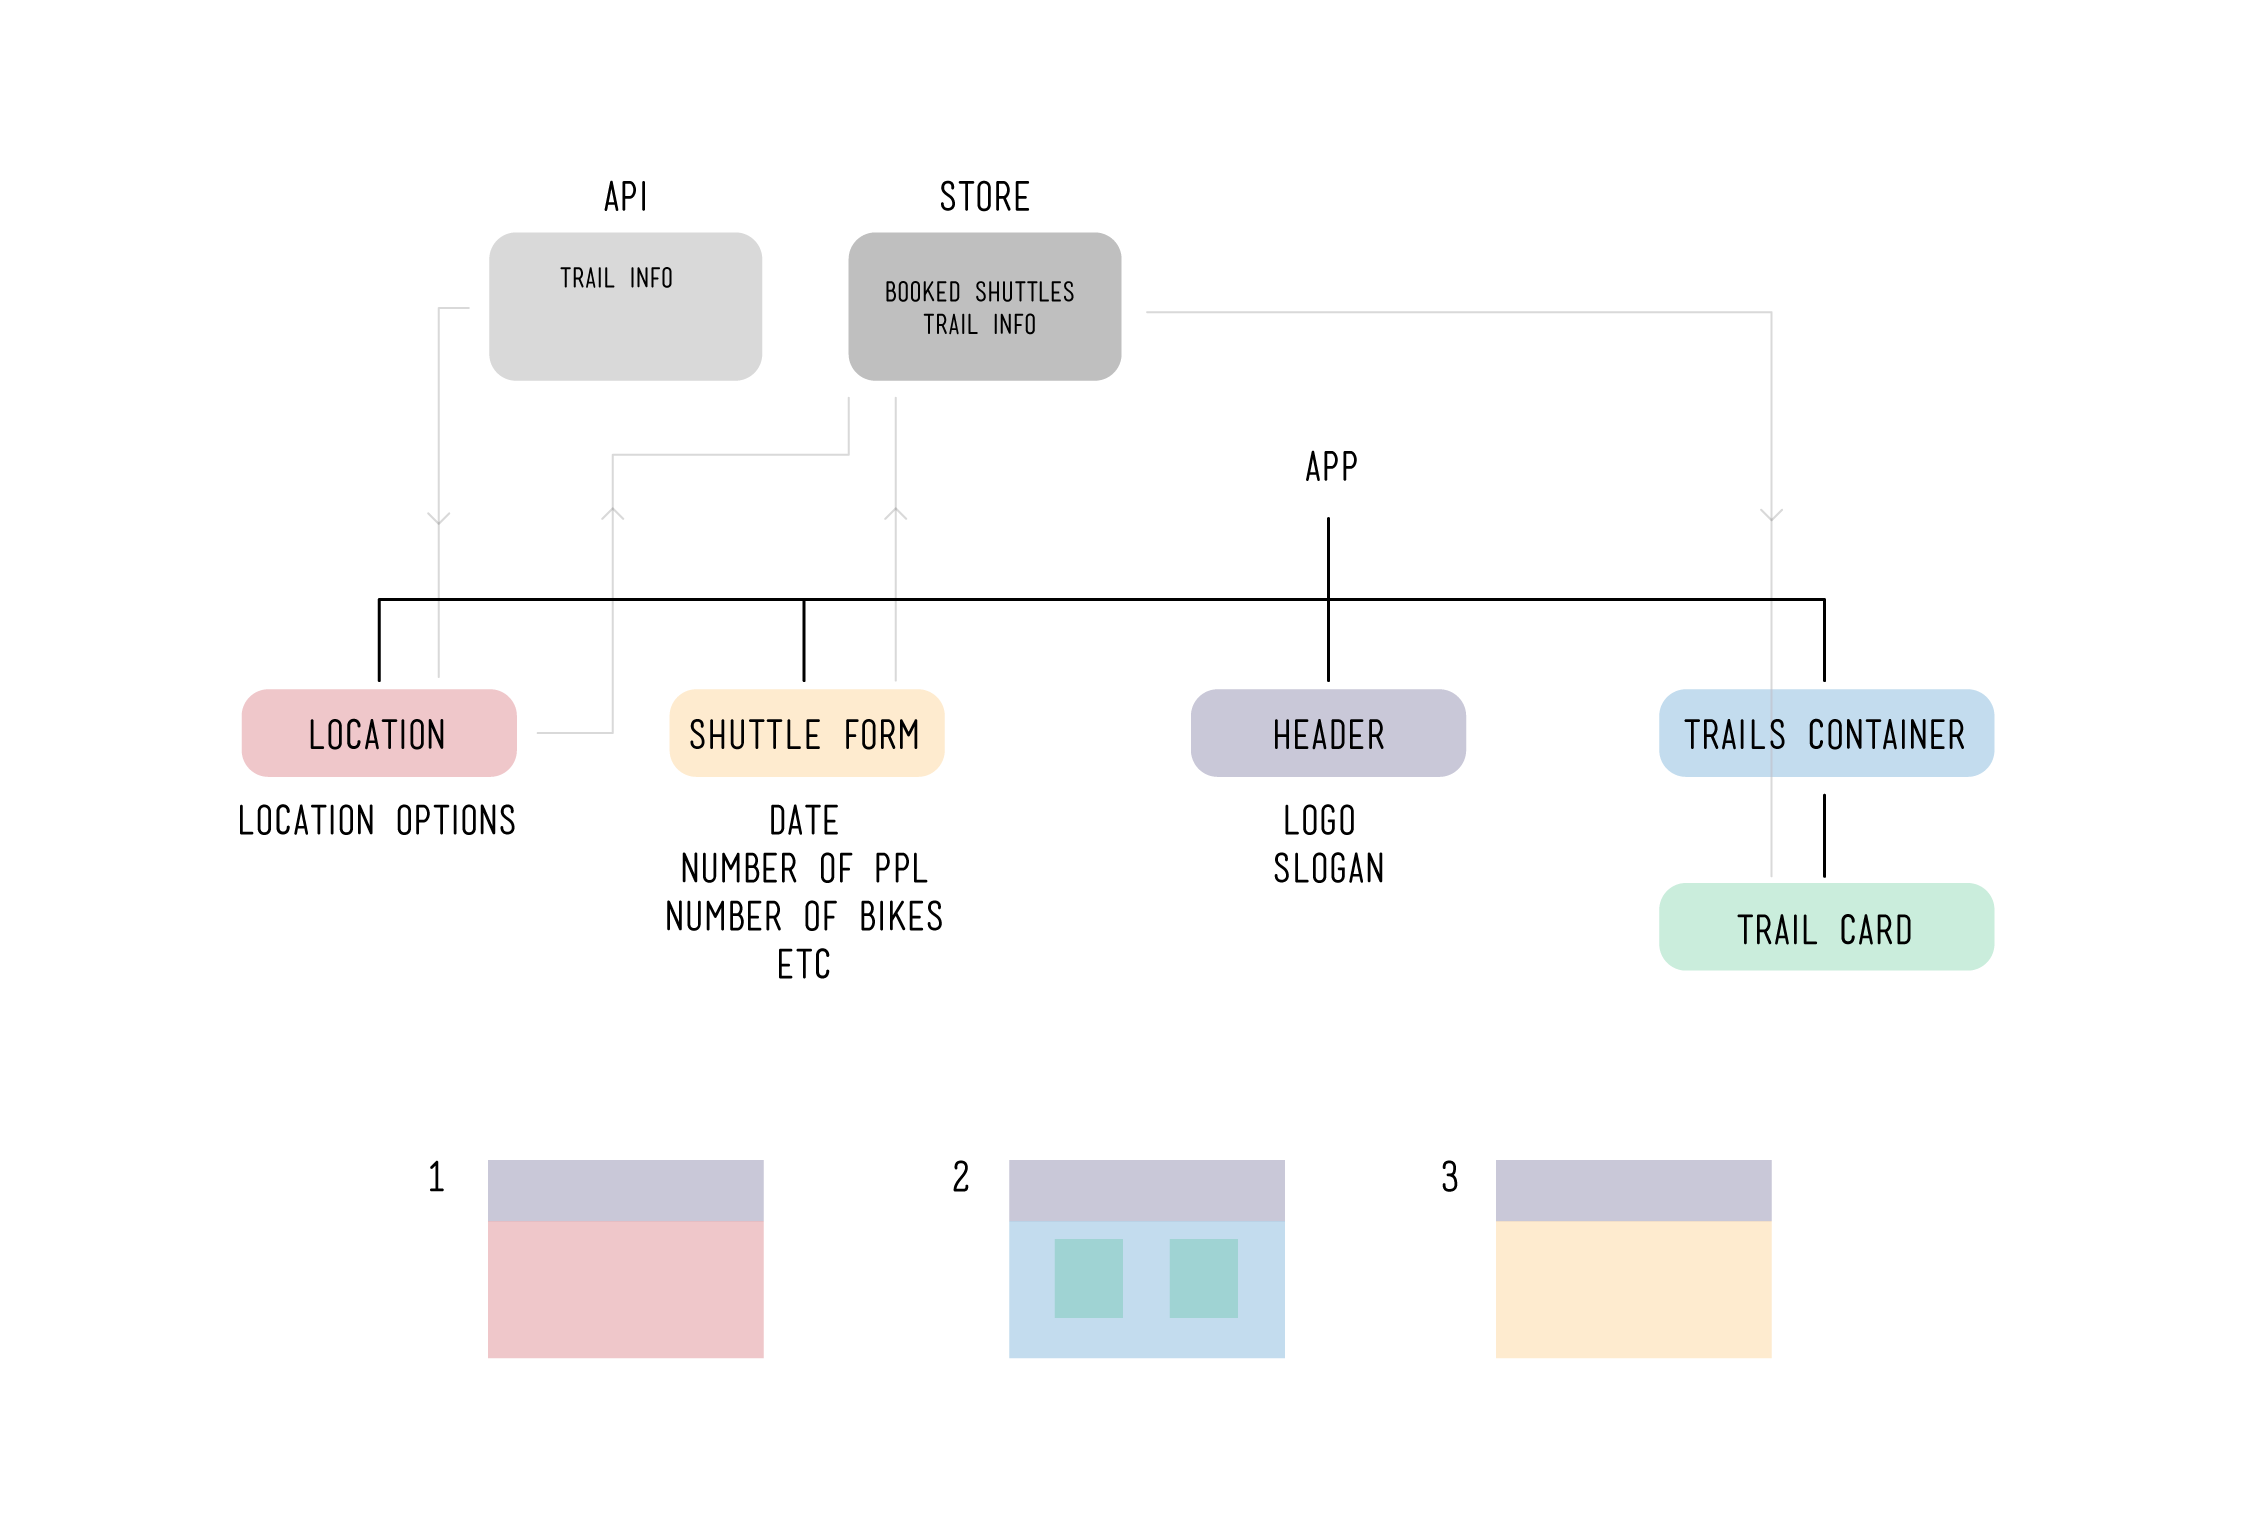 API
STORE
TRAIL INFO
BOOKED SHUTTLES
TRAIL INFO
APP
LOCATION
SHUTTLE FORM
HEADER
TRAILS CONTAINER
LOCATION OPTIONS
DATE
NUMBER OF PPL
NUMBER OF BIKES
ETC
LOGO
SLOGAN
TRAIL CARD
1
2
3